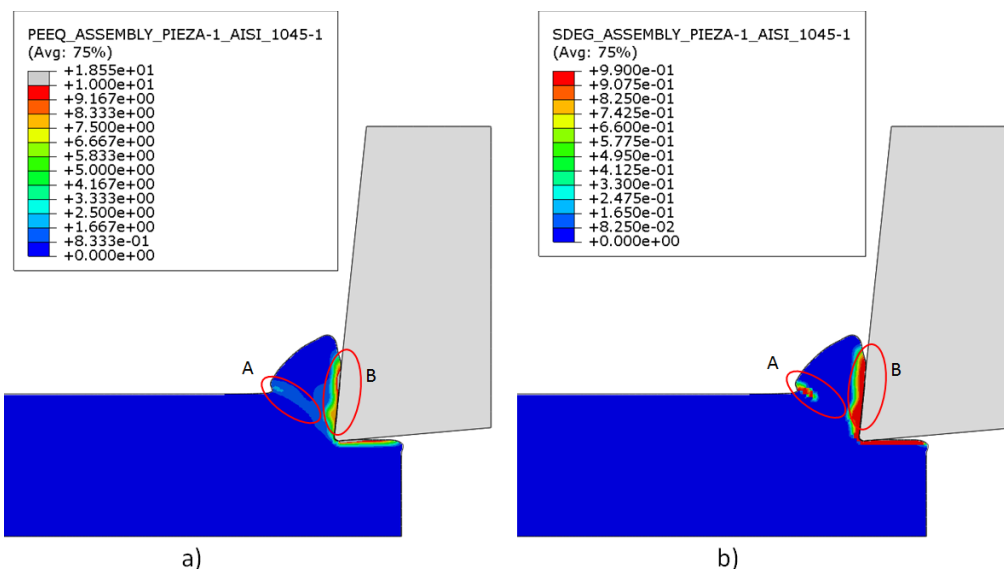 PEEQ_ASSEMBLY_PIEZA-1_AISI_1045-1
(Avg: 75%)
+1.855e+01
+1.000e+01
+9.167e+00
+8.333e+00
+7.500e+00
+6.667e+00
+5.833e+00
+5.000e+00
+4.167e+00
+3.333e+00
+2.500e+00
+1.667e+00
+8.333e-01
+0.000e+00
A
B
a)
SDEG_ASSEMBLY_PIEZA-1_AISI_1045-1
(Avg: 75%)
+9.900e-01
+9.075e-01
+8.250e-01
+7.425e-01
+6.600e-01
+5.775e-01
+4.950e-01
+4.125e-01
+3.300e-01
+2.475e-01
+1.650e-01
+8.250e-02
+0.000e+00
A
B
b)